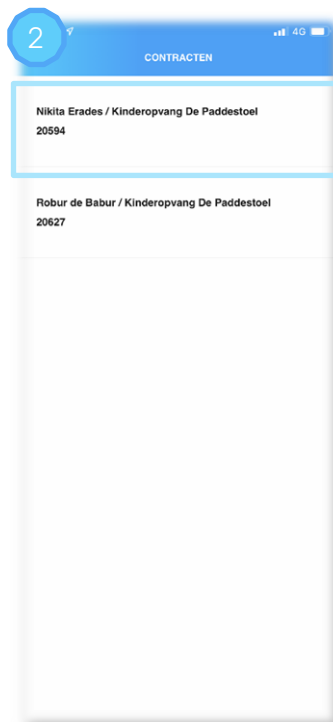 2
4G
CONTRACTEN
Nikita Erades / Kinderopvang De Paddestoel
20594
Robur de Babur / Kinderopvang De Paddestoel
20627